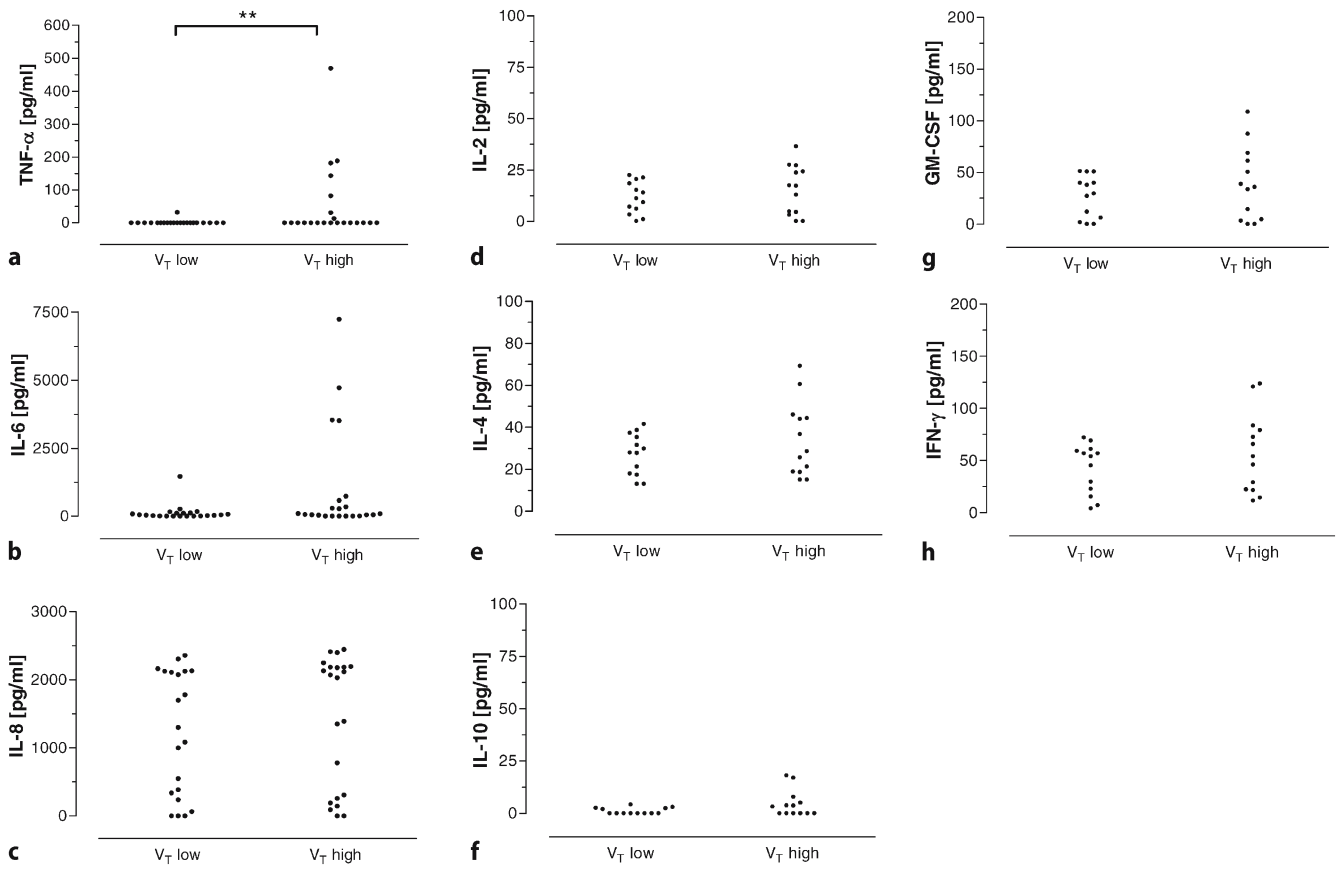 **
TNF-α [pg/ml]
600
500
400
300
200
100
0
a
V_T low
V_T high
IL-6 [pg/ml]
7500
5000
2500
0
b
V_T low
V_T high
IL-8 [pg/ml]
3000
2000
1000
0
c
V_T low
V_T high
IL-2 [pg/ml]
100
75
50
25
0
d
V_T low
V_T high
IL-4 [pg/ml]
100
80
60
40
20
0
e
V_T low
V_T high
IL-10 [pg/ml]
100
75
50
25
0
f
V_T low
V_T high
GM-CSF [pg/ml]
200
150
100
50
0
g
V_T low
V_T high
IFN-γ [pg/ml]
200
150
100
50
0
h
V_T low
V_T high